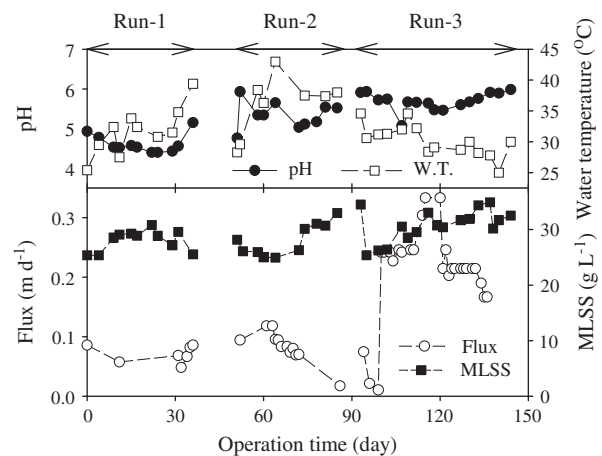 Run-1 Run-2 Run-3
7 45
6 40
5 35
4 30
25
pH
Water temperature (°C)
pH W.T.
0.3 30
0.2 20
0.1 10
0.0 0
Flux (m d-1)
MLSS (g L-1)
Flux
MLSS
0 30 60 90 120 150
Operation time (day)